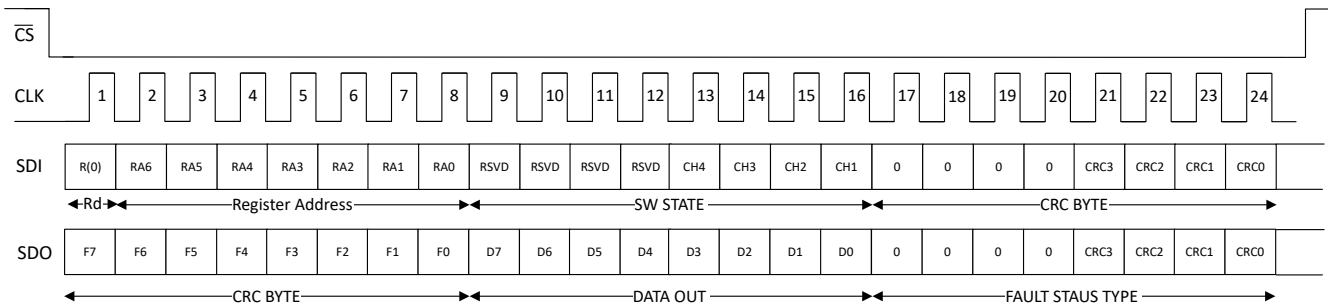 CS
CLK 1 2 3 4 5 6 7 8 9 10 11 12 13 14 15 16 17 18 19 20 21 22 23 24
SDI R(0) RA6 RA5 RA4 RA3 RA2 RA1 RA0 RSVD RSVD RSVD RSVD CH4 CH3 CH2 CH1 0 0 0 0 CRC3 CRC2 CRC1 CRC0
Rd Register Address SW STATE CRC BYTE
SDO F7 F6 F5 F4 F3 F2 F1 F0 D7 D6 D5 D4 D3 D2 D1 D0 0 0 0 0 CRC3 CRC2 CRC1 CRC0
CRC BYTE DATA OUT FAULT STAUS TYPE